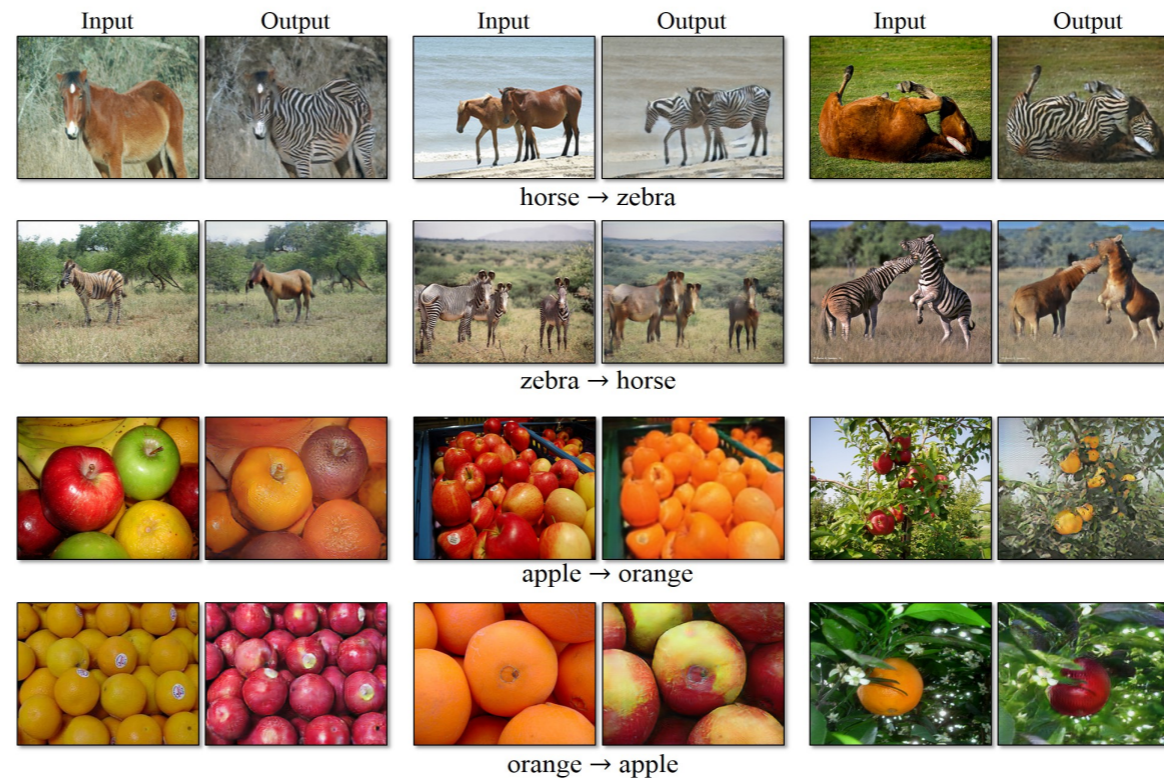 Input Output Input Output Input Output
horse → zebra
zebra → horse
apple → orange
orange → apple